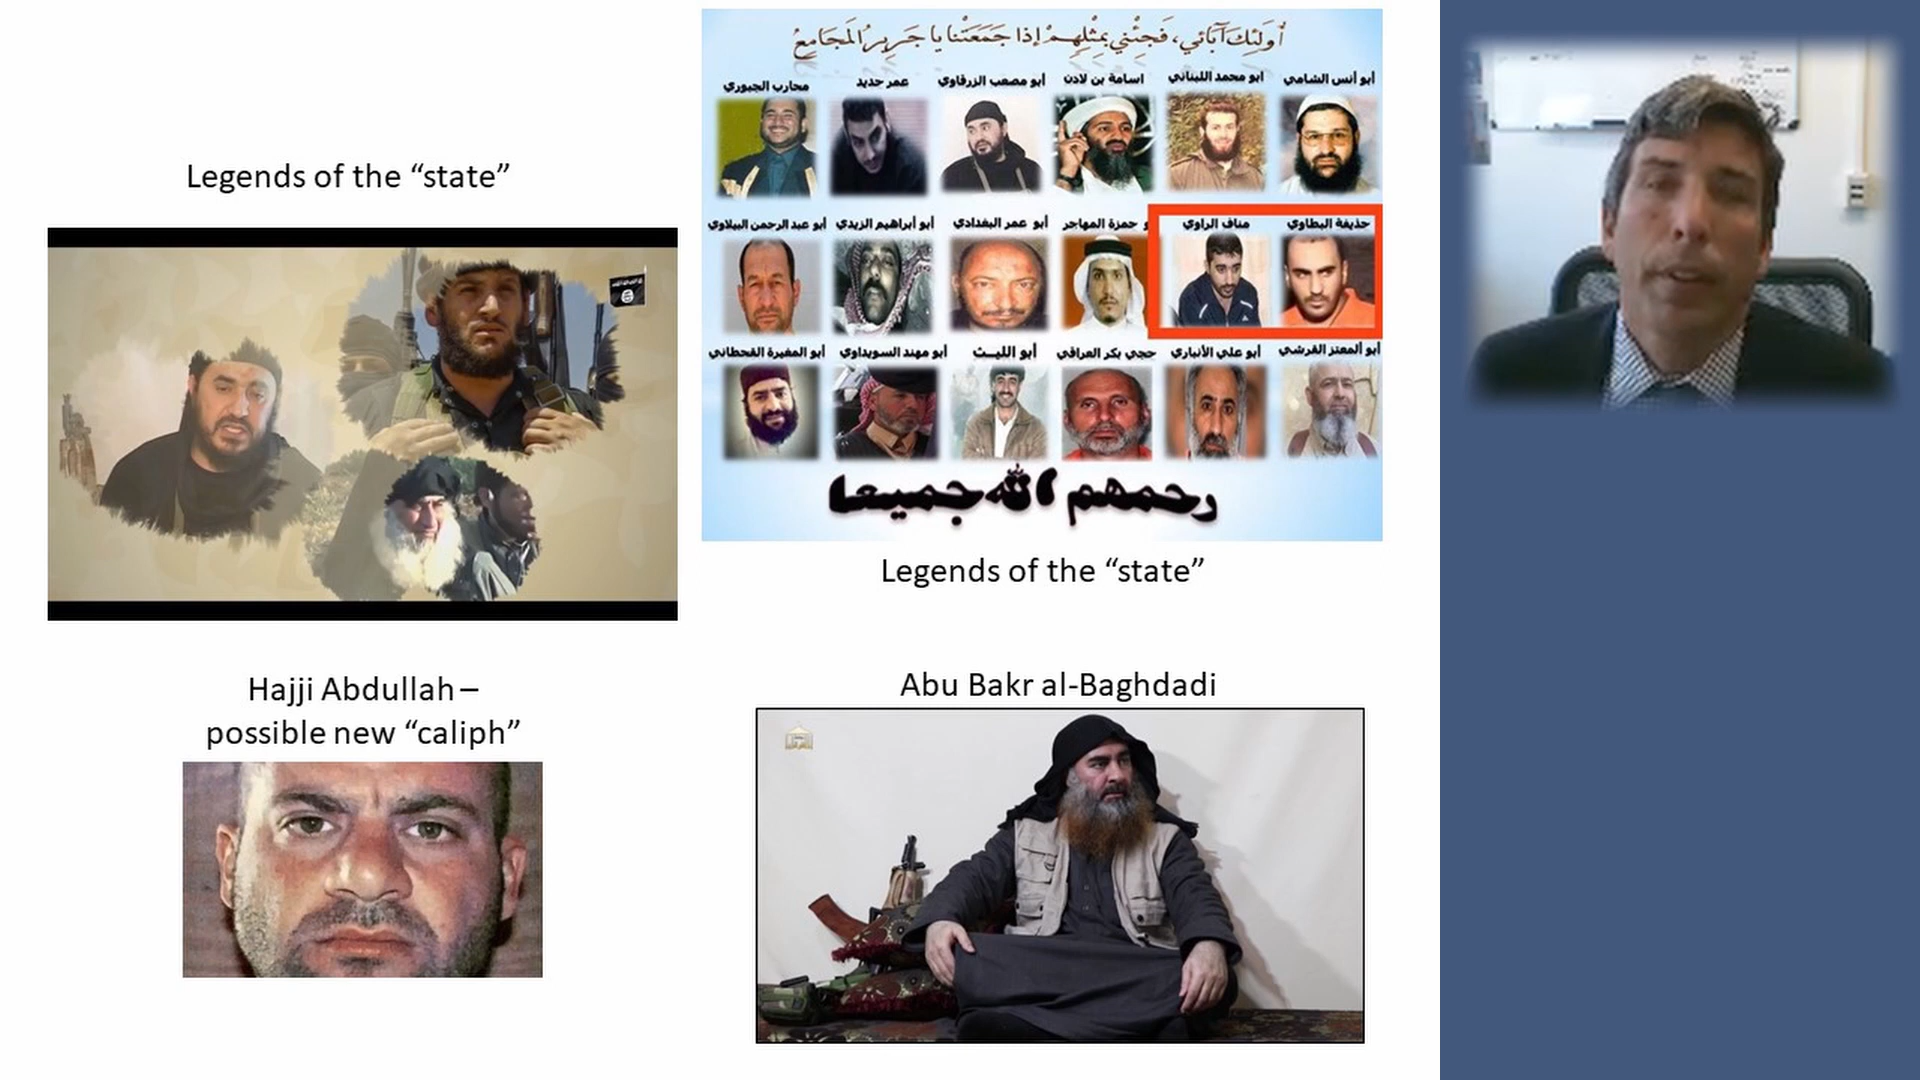 Legends of the “state”
أولئك آبائي، فجئني بمثلهم إذا جمعتنا يا جرير المجامع
أبو أنس الشامي
ابو محمد اللبناني
اسامة بن لادن
أبو مصعب الزرقاوي
عمر حديد
محارب الجبوري
حذيفة البطاوي
مناف الراوي
و حمزة المهاجر
أبو عمر البغدادي
أبو أبراهيم الزيدي
أبو عبد الرحمن البيلاوي
أبو ألمعتز القرشي
أبو علي الأنباري
حجي بكر العراقي
أبو الليث
أبو مهند السويداوي
أبو المغيرة القحطاني
رحمهم الله جميعا
Legends of the “state”
Hajji Abdullah –
possible new “caliph”
Abu Bakr al-Baghdadi